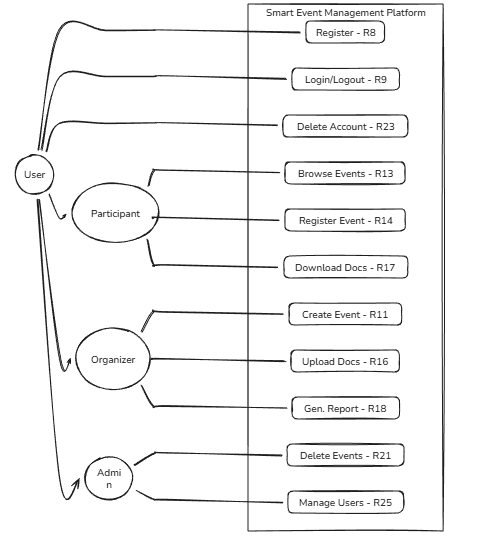 Smart Event Management Platform
Register - R8
Login/Logout - R9
Delete Account - R23
Browse Events - R13
User
Participant
Register Event - R14
Download Docs - R17
Create Event - R11
Organizer
Upload Docs - R16
Gen. Report - R18
Delete Events - R21
Admi
n
Manage Users - R25